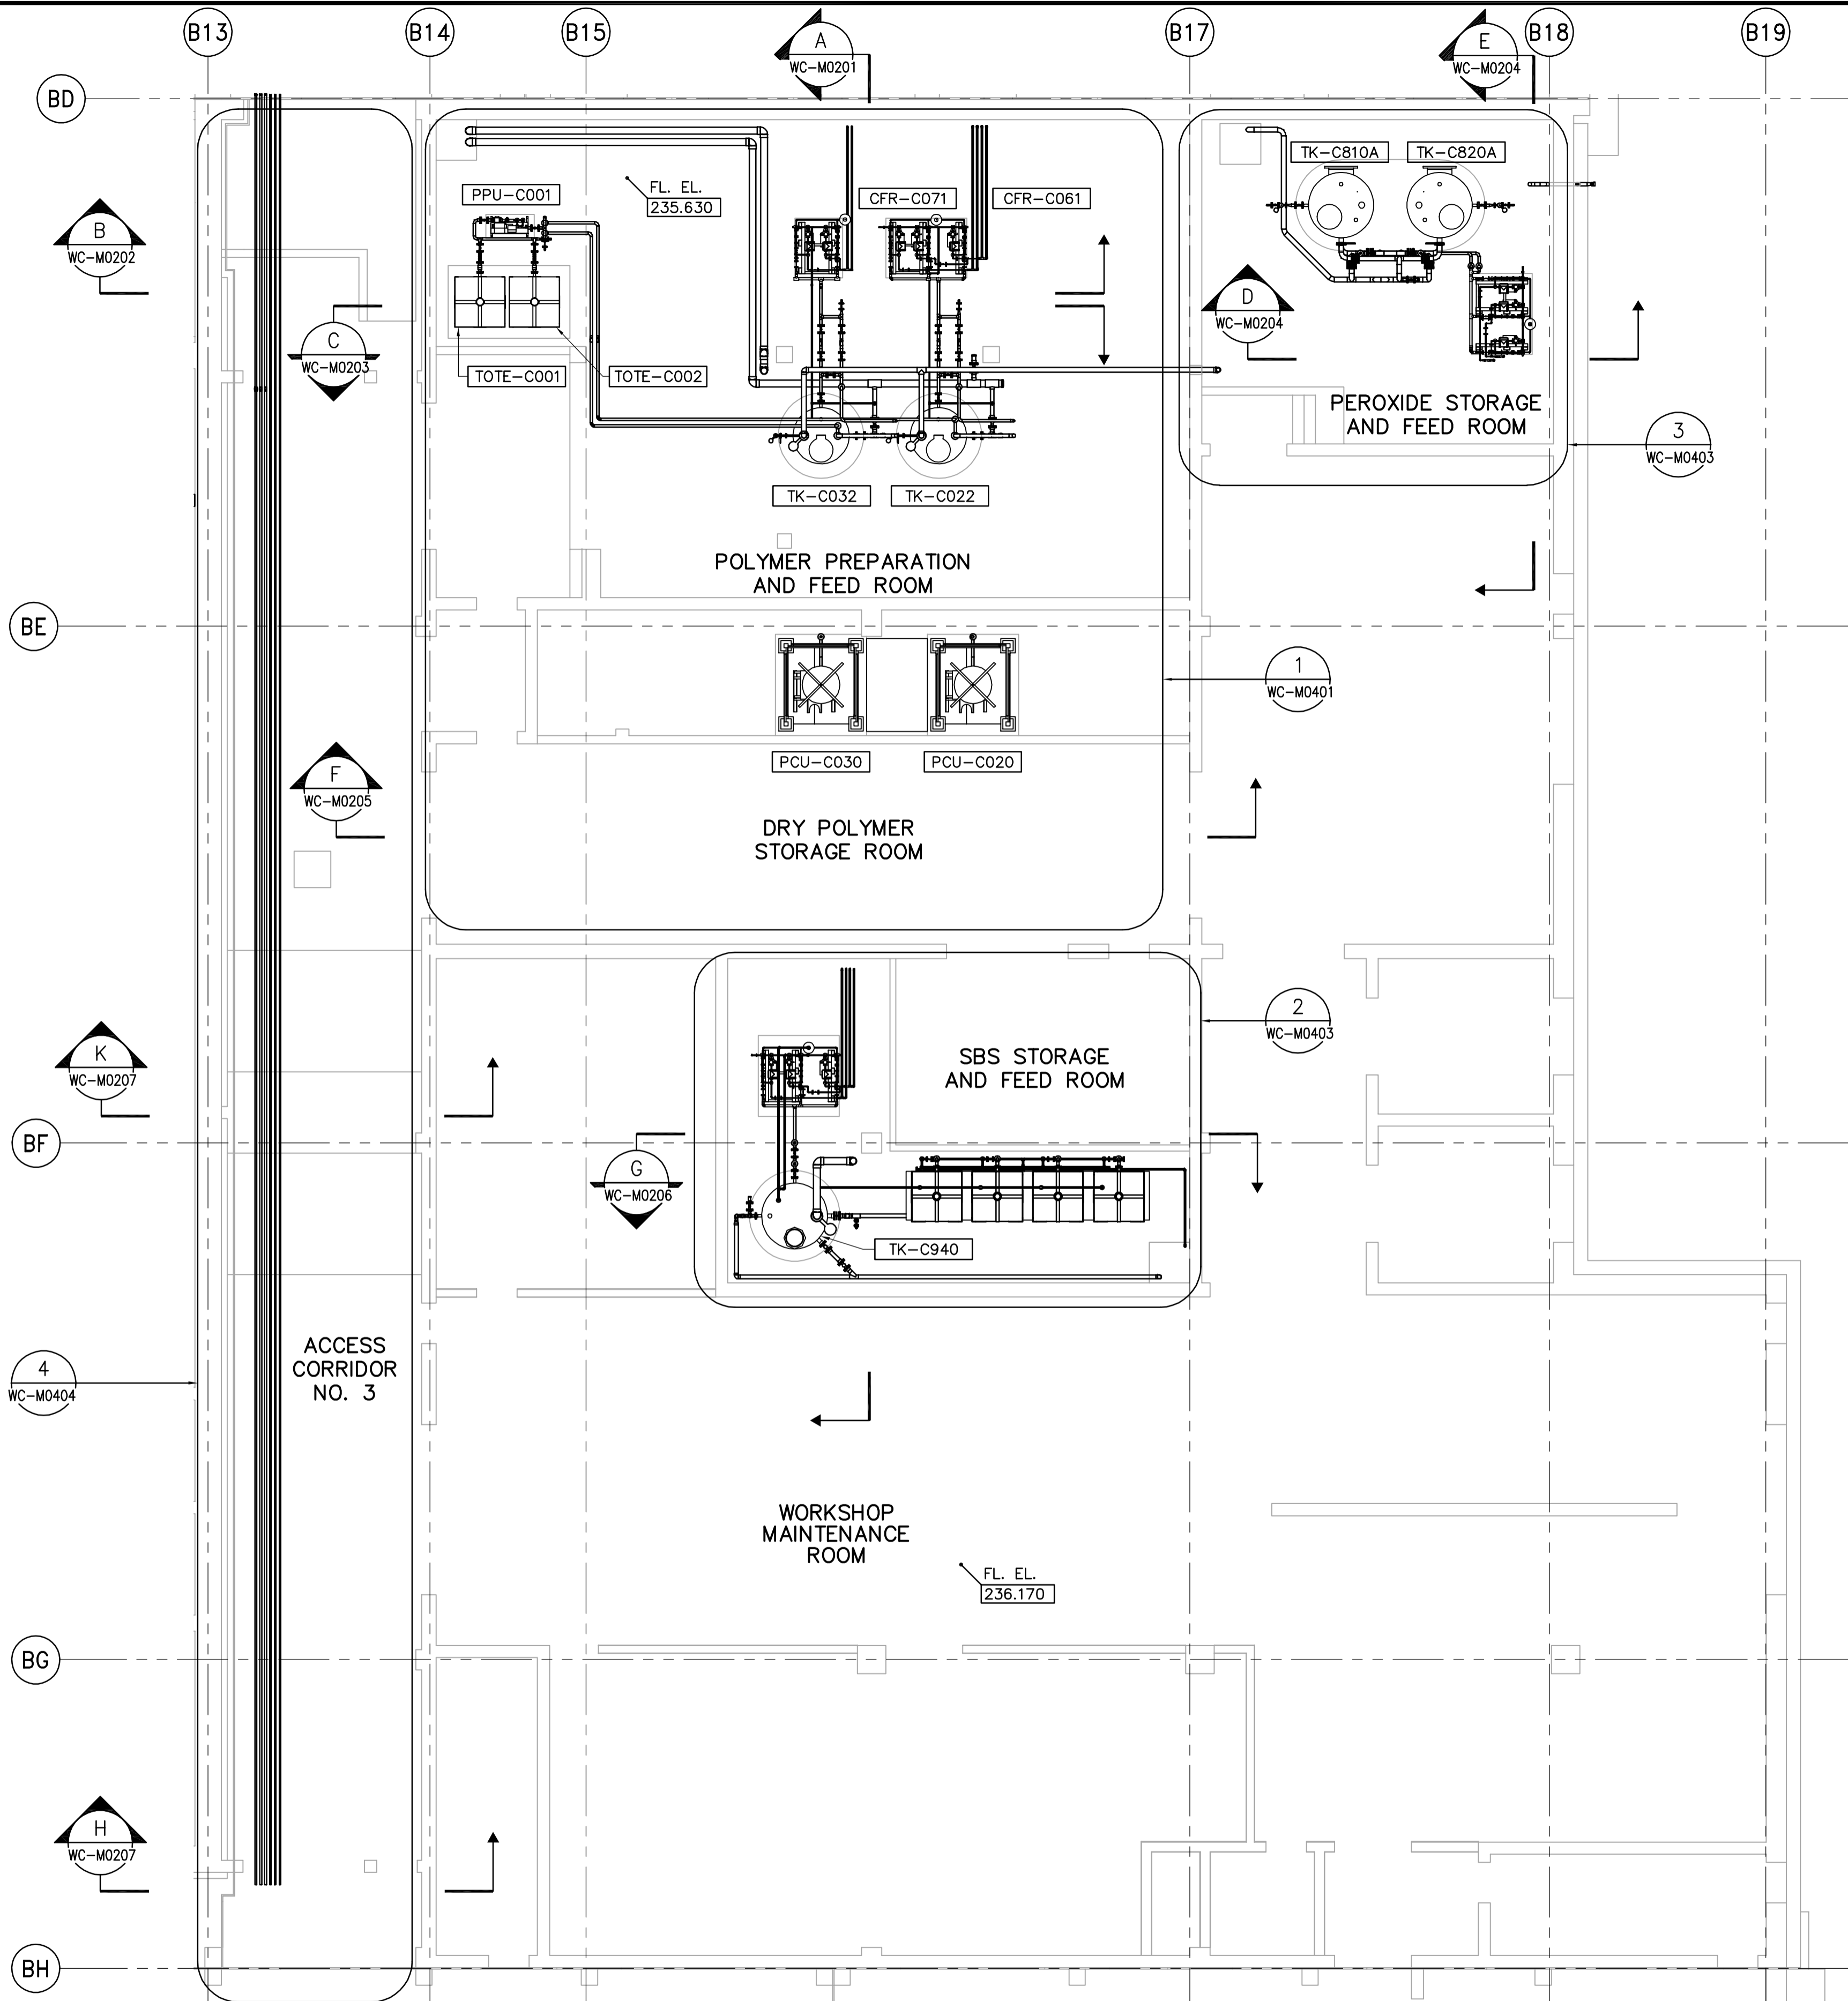 B13
B14
B15
A
WC-M0201
B17
E
WC-M0204
B18
B19
BD
TK-C810A
TK-C820A
PPU-C001
FL. EL.
235.630
CFR-C071
CFR-C061
B
WC-M0202
D
WC-M0204
C
WC-M0203
TOTE-C001
TOTE-C002
PEROXIDE STORAGE
AND FEED ROOM
3
WC-M0403
TK-C032
TK-C022
POLYMER PREPARATION
AND FEED ROOM
BE
1
WC-M0401
PCU-C030
PCU-C020
F
WC-M0205
DRY POLYMER
STORAGE ROOM
2
WC-M0403
K
WC-M0207
SBS STORAGE
AND FEED ROOM
BF
G
WC-M0206
TK-C940
ACCESS
CORRIDOR
NO. 3
4
WC-M0404
WORKSHOP
MAINTENANCE
ROOM
FL. EL.
236.170
BG
H
WC-M0207
BH